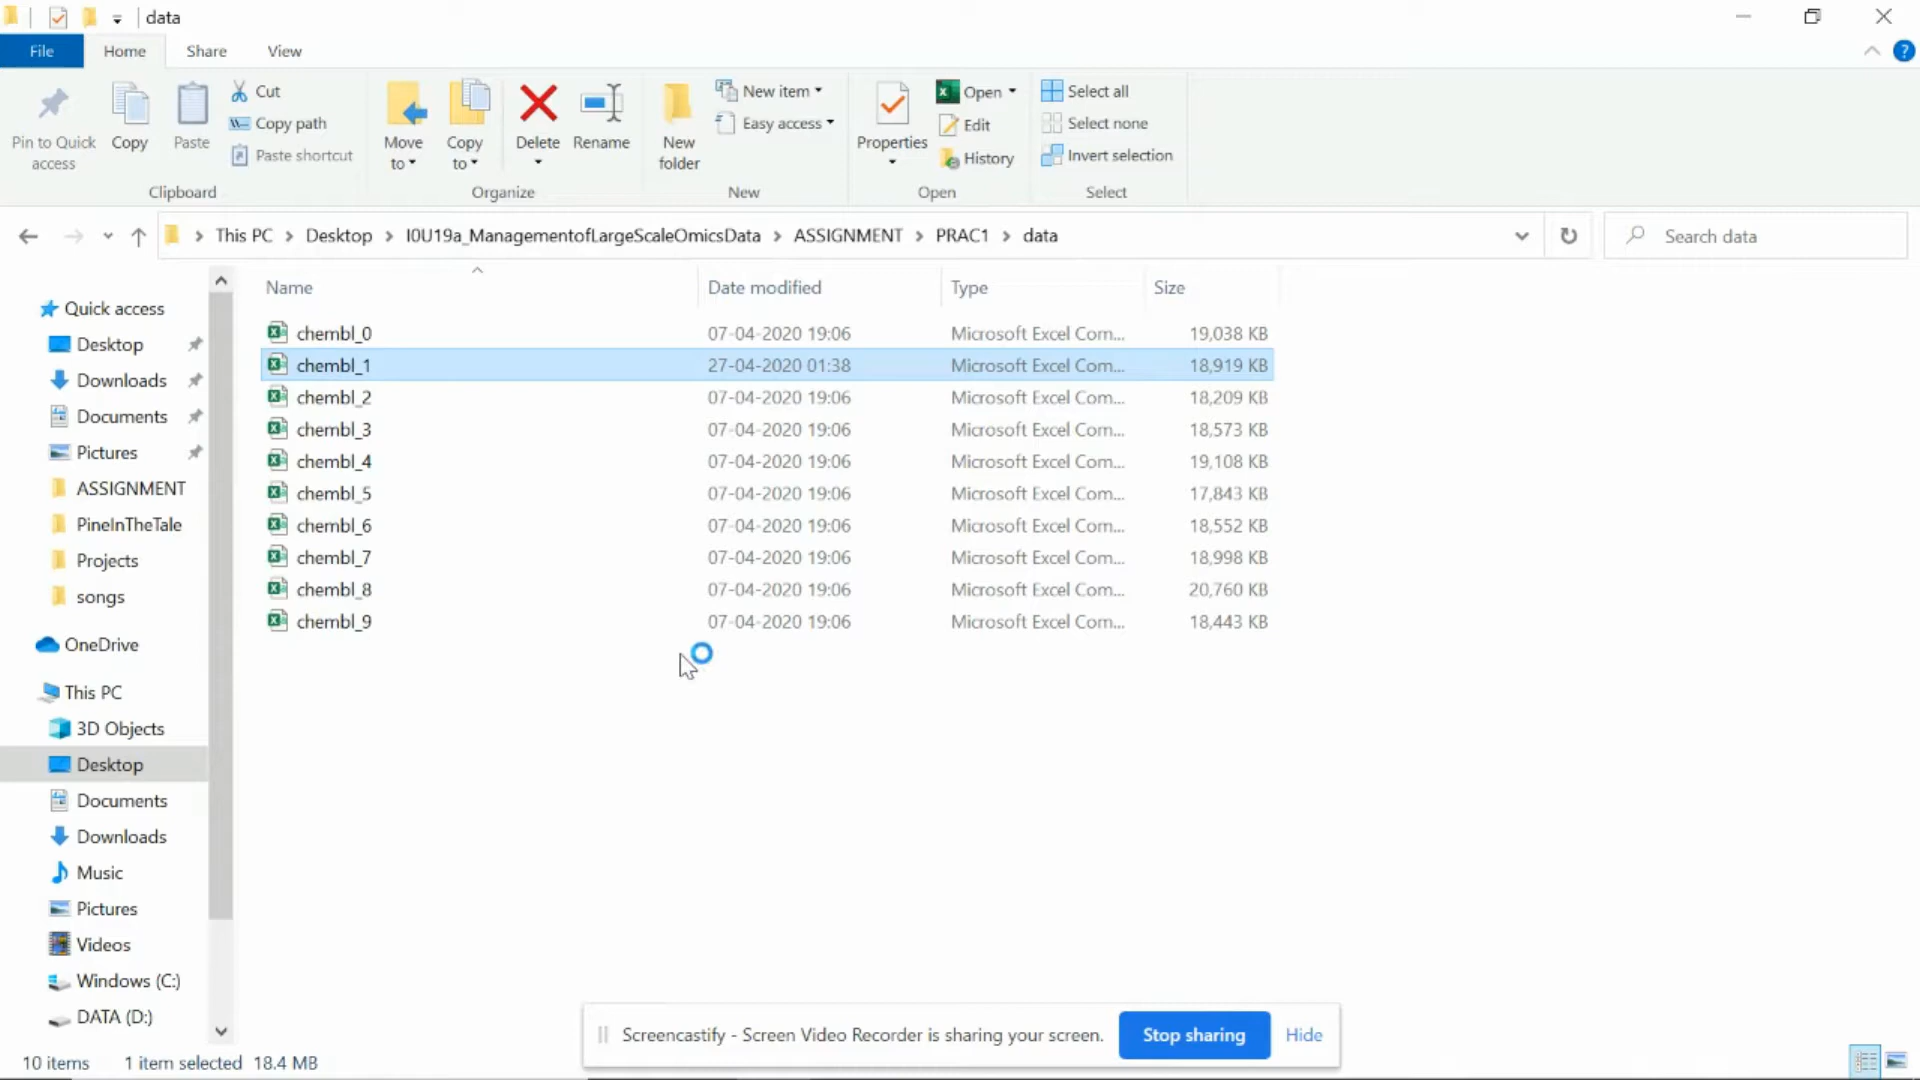 data
File Home Share View
Pin to Quick access
Copy
Paste
Cut
Copy path
Paste shortcut
Clipboard
Move to
Copy to
Delete
Rename
Organize
New folder
New item
Easy access
New
Properties
Open
Edit
History
Open
Select all
Select none
Invert selection
Select
This PC > Desktop > I0U19a_ManagementofLargeScaleOmicsData > ASSIGNMENT > PRAC1 > data
Search data
Quick access
Desktop
Downloads
Documents
Pictures
ASSIGNMENT
PineInTheTale
Projects
songs
OneDrive
This PC
3D Objects
Desktop
Documents
Downloads
Music
Pictures
Videos
Windows (C:)
DATA (D:)
Name Date modified Type Size
chembl_0 07-04-2020 19:06 Microsoft Excel Com... 19,038 KB
chembl_1 27-04-2020 01:38 Microsoft Excel Com... 18,919 KB
chembl_2 07-04-2020 19:06 Microsoft Excel Com... 18,209 KB
chembl_3 07-04-2020 19:06 Microsoft Excel Com... 18,573 KB
chembl_4 07-04-2020 19:06 Microsoft Excel Com... 19,108 KB
chembl_5 07-04-2020 19:06 Microsoft Excel Com... 17,843 KB
chembl_6 07-04-2020 19:06 Microsoft Excel Com... 18,552 KB
chembl_7 07-04-2020 19:06 Microsoft Excel Com... 18,998 KB
chembl_8 07-04-2020 19:06 Microsoft Excel Com... 20,760 KB
chembl_9 07-04-2020 19:06 Microsoft Excel Com... 18,443 KB
Screencastify - Screen Video Recorder is sharing your screen. Stop sharing Hide
10 items 1 item selected 18.4 MB